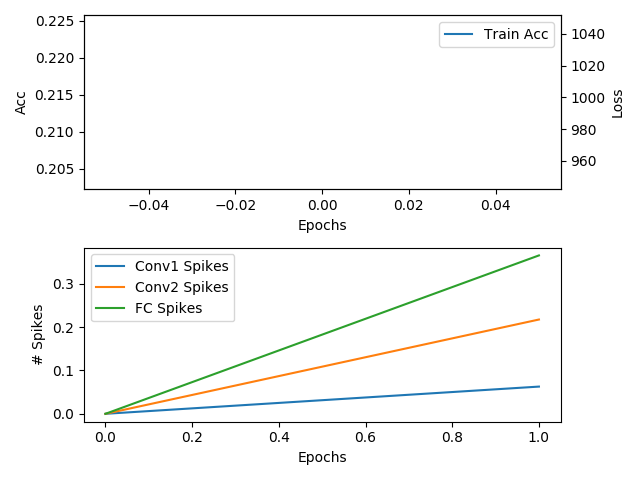 0.225
0.220
0.215
0.210
0.205
Acc
Train Acc
1040
1020
1000
980
960
Loss
−0.04 −0.02 0.00 0.02 0.04
Epochs
Conv1 Spikes
Conv2 Spikes
FC Spikes
0.3
0.2
0.1
0.0
# Spikes
0.0 0.2 0.4 0.6 0.8 1.0
Epochs